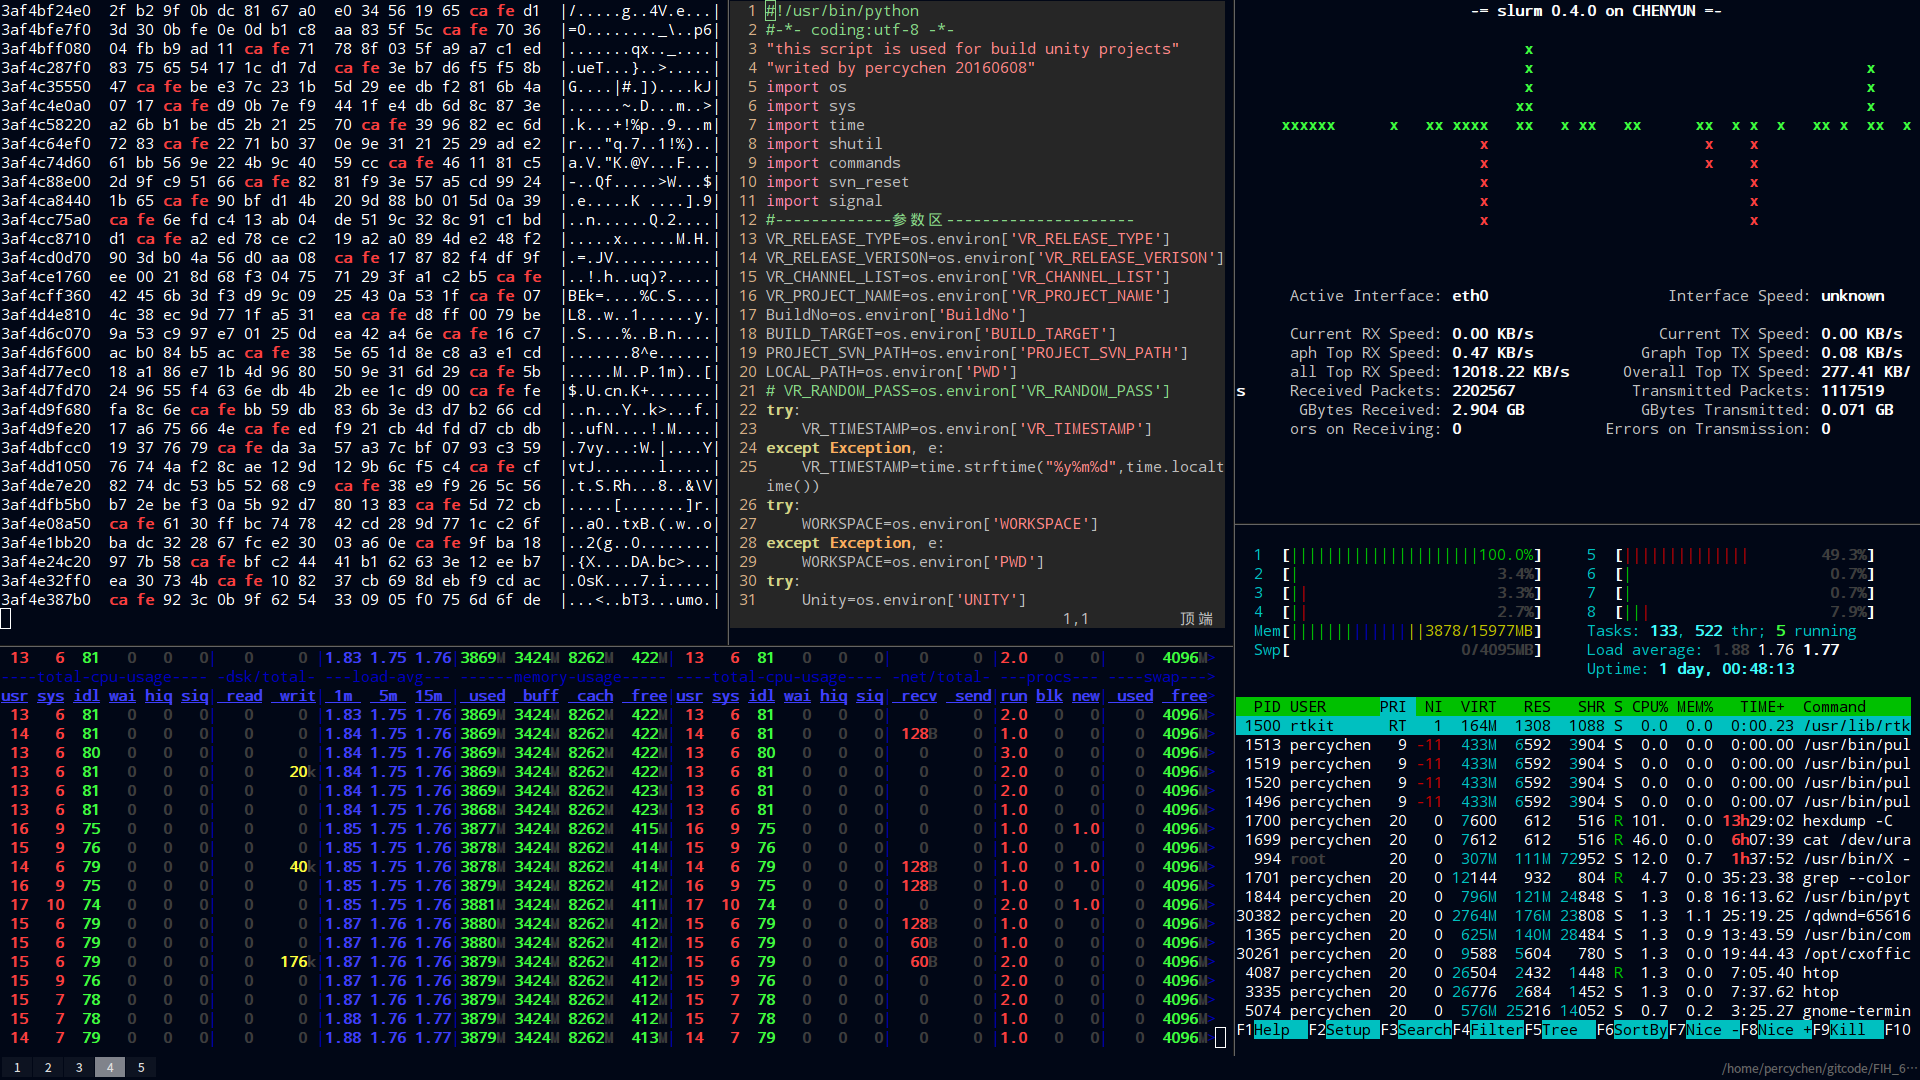 3af4bf24e0  2f b2 9f 0b dc 81 67 a0  e0 34 56 19 65 ca fe d1  |/.....g..4V.e...|
3af4bfe7f0  3d 30 0b fe 0e 0d b1 c8  aa 83 5f 5c ca fe 70 36  |=0........_\..p6|
3af4bff080  04 fb b9 ad 11 ca fe 71  78 8f 03 5f a9 a7 c1 ed  |.......qx.._....|
3af4c287f0  83 75 65 54 17 1c d1 7d  ca fe 3e b7 d6 f5 f5 8b  |.ueT...}..>.....|
3af4c35550  47 ca fe be e3 7c 23 1b  5d 29 ee db f2 81 6b 4a  |G....|#.])....kJ|
3af4c4e0a0  07 17 ca fe d9 0b 7e f9  44 1f e4 db 6d 8c 87 3e  |......~.D...m..>|
3af4c58220  a2 6b b1 be d5 2b 21 25  70 ca fe 39 96 82 ec 6d  |.k...+!%p..9...m|
3af4c64ef0  72 83 ca fe 22 71 b0 37  0e 9e 31 21 25 29 ad e2  |r..."q.7..1!%)..|
3af4c74d60  61 bb 56 9e 22 4b 9c 40  59 cc ca fe 46 11 81 c5  |a.V."K.@Y...F...|
3af4c88e00  2d 9f c9 51 66 ca fe 82  81 f9 3e 57 a5 cd 99 24  |-..Qf.....>W...$|
3af4ca8440  1b 65 ca fe 90 bf d1 4b  20 9d 88 b0 01 5d 0a 39  |.e.....K ....].9|
3af4cc75a0  ca fe 6e fd c4 13 ab 04  de 51 9c 32 8c 91 c1 bd  |..n......Q.2....|
3af4cc8710  d1 ca fe a2 ed 78 ce c2  19 a2 a0 89 4d e2 48 f2  |.....x......M.H.|
3af4cd0d70  90 3d b0 4a 56 d0 aa 08  ca fe 17 87 82 f4 df 9f  |.=.JV...........|
3af4ce1760  ee 00 21 8d 68 f3 04 75  71 29 3f a1 c2 b5 ca fe  |..!.h..uq)?.....|
3af4cff360  42 45 6b 3d f3 d9 9c 09  25 43 0a 53 1f ca fe 07  |BEk=....%C.S....|
3af4d4e810  4c 38 ec 9d 77 1f a5 31  ea ca fe d8 ff 00 79 be  |L8..w..1......y.|
3af4d6c070  9a 53 c9 97 e7 01 25 0d  ea 42 a4 6e ca fe 16 c7  |.S....%..B.n....|
3af4d6f600  ac b0 84 b5 ac ca fe 38  5e 65 1d 8e c8 a3 e1 cd  |.......8^e......|
3af4d77ec0  18 a1 86 e7 1b 4d 96 80  50 9e 31 6d 29 ca fe 5b  |.....M..P.1m)..[|
3af4d7fd70  24 96 55 f4 63 6e db 4b  2b ee 1c d9 00 ca fe fe  |$.U.cn.K+.......|
3af4d9f680  fa 8c 6e ca fe bb 59 db  83 6b 3e d3 d7 b2 66 cd  |..n...Y..k>...f.|
3af4d9fe20  17 a6 75 66 4e ca fe ed  f9 21 cb 4d fd d7 cb db  |..ufN....!.M....|
3af4dbfcc0  19 37 76 79 ca fe da 3a  57 a3 7c bf 07 93 c3 59  |.7vy...:W.|....Y|
3af4dd1050  76 74 4a f2 8c ae 12 9d  12 9b 6c f5 c4 ca fe cf  |vtJ.......l.....|
3af4de7e20  82 74 dc 53 b5 52 68 c9  ca fe 38 e9 f9 26 5c 56  |.t.S.Rh...8..&\V|
3af4dfb5b0  b7 2e be f3 0a 5b 92 d7  80 13 83 ca fe 5d 72 cb  |.....[.......]r.|
3af4e08a50  ca fe 61 30 ff bc 74 78  42 cd 28 9d 77 1c c2 6f  |..a0..txB.(.w..o|
3af4e1bb20  ba dc 32 28 67 fc e2 30  03 a6 0e ca fe 9f ba 18  |..2(g..0........|
3af4e24c20  97 7b 58 ca fe bf c2 44  41 b1 62 63 3e 12 ee b7  |.{X....DA.bc>...|
3af4e32ff0  ea 30 73 4b ca fe 10 82  37 cb 69 8d eb f9 cd ac  |.0sK....7.i.....|
3af4e387b0  ca fe 92 3c 0b 9f 62 54  33 09 05 f0 75 6d 6f de  |...<..bT3...umo.|
1 #!/usr/bin/python
2 #-*- coding:utf-8 -*-
3 "this script is used for build unity projects"
4 "writed by percychen 20160608"
5 import os
6 import sys
7 import time
8 import shutil
9 import commands
10 import svn_reset
11 import signal
12 #-------------参数区---------------------
13 VR_RELEASE_TYPE=os.environ['VR_RELEASE_TYPE']
14 VR_RELEASE_VERISON=os.environ['VR_RELEASE_VERISON']
15 VR_CHANNEL_LIST=os.environ['VR_CHANNEL_LIST']
16 VR_PROJECT_NAME=os.environ['VR_PROJECT_NAME']
17 BuildNo=os.environ['BuildNo']
18 BUILD_TARGET=os.environ['BUILD_TARGET']
19 PROJECT_SVN_PATH=os.environ['PROJECT_SVN_PATH']
20 LOCAL_PATH=os.environ['PWD']
21 # VR_RANDOM_PASS=os.environ['VR_RANDOM_PASS']
22 try:
23     VR_TIMESTAMP=os.environ['VR_TIMESTAMP']
24 except Exception, e:
25     VR_TIMESTAMP=time.strftime("%y%m%d",time.localt
ime())
26 try:
27     WORKSPACE=os.environ['WORKSPACE']
28 except Exception, e:
29     WORKSPACE=os.environ['PWD']
30 try:
31     Unity=os.environ['UNITY']
1,1 顶端
-= slurm 0.4.0 on CHENYUN =-
x
x x
x x
xx x
xxxxxx x xx xxxx xx x xx xx xx x x x xx x xx x
x x x
x x x
x x
x x
x x
Active Interface: eth0 Interface Speed: unknown
Current RX Speed: 0.00 KB/s Current TX Speed: 0.00 KB/s
aph Top RX Speed: 0.47 KB/s Graph Top TX Speed: 0.08 KB/s
all Top RX Speed: 12018.22 KB/s Overall Top TX Speed: 277.41 KB/
s Received Packets: 2202567 Transmitted Packets: 1117519
GBytes Received: 2.904 GB GBytes Transmitted: 0.071 GB
ors on Receiving: 0 Errors on Transmission: 0
13 6 81 0 0 0| 0 0 |1.83 1.75 1.76|3869M 3424M 8262M 422M| 13 6 81 0 0 0| 0 0 |2.0 0 0| 0 4096M>
----total-cpu-usage---- -dsk/total- ---load-avg--- ------memory-usage----- ----total-cpu-usage---- -net/total- ---procs--- ----swap--->
usr sys idl wai hiq siq| read writ| 1m 5m 15m | used buff cach free|usr sys idl wai hiq siq| recv send|run blk new| used free>
13 6 81 0 0 0| 0 0 |1.83 1.75 1.76|3869M 3424M 8262M 422M| 13 6 81 0 0 0| 0 0 |2.0 0 0| 0 4096M>
14 6 81 0 0 0| 0 0 |1.83 1.75 1.76|3869M 3424M 8262M 422M| 14 6 81 0 0 0| 128B 0 |1.0 0 0| 0 4096M>
13 6 80 0 0 0| 0 0 |1.83 1.75 1.76|3869M 3424M 8262M 422M| 13 6 80 0 0 0| 0 0 |3.0 0 0| 0 4096M>
13 6 81 0 0 0| 0 20k|1.84 1.75 1.76|3869M 3424M 8262M 422M| 13 6 81 0 0 0| 0 0 |2.0 0 0| 0 4096M>
13 6 81 0 0 0| 0 0 |1.84 1.75 1.76|3869M 3424M 8262M 423M| 13 6 81 0 0 0| 0 0 |2.0 0 0| 0 4096M>
13 6 81 0 0 0| 0 0 |1.84 1.75 1.76|3868M 3424M 8262M 423M| 13 6 81 0 0 0| 0 0 |1.0 0 0| 0 4096M>
16 9 75 0 0 0| 0 0 |1.85 1.75 1.76|3877M 3424M 8262M 415M| 16 9 75 0 0 0| 0 0 |1.0 0 1.0| 0 4096M>
15 9 76 0 0 0| 0 0 |1.85 1.75 1.76|3878M 3424M 8262M 414M| 15 9 76 0 0 0| 0 0 |1.0 0 0| 0 4096M>
14 6 79 0 0 0| 0 40k|1.85 1.75 1.76|3878M 3424M 8262M 414M| 14 6 79 0 0 0| 128B 0 |1.0 0 1.0| 0 4096M>
16 9 75 0 0 0| 0 0 |1.85 1.75 1.76|3879M 3424M 8262M 412M| 16 9 75 0 0 0| 128B 0 |1.0 0 0| 0 4096M>
17 10 74 0 0 0| 0 0 |1.85 1.75 1.76|3881M 3424M 8262M 411M| 17 10 74 0 0 0| 0 0 |2.0 0 1.0| 0 4096M>
15 6 79 0 0 0| 0 0 |1.87 1.76 1.76|3880M 3424M 8262M 412M| 15 6 79 0 0 0| 128B 0 |1.0 0 0| 0 4096M>
15 6 79 0 0 0| 0 0 |1.87 1.76 1.76|3880M 3424M 8262M 412M| 15 6 79 0 0 0| 60B 0 |1.0 0 0| 0 4096M>
15 6 79 0 0 0| 0 176k|1.87 1.76 1.76|3879M 3424M 8262M 412M| 15 6 79 0 0 0| 60B 0 |2.0 0 0| 0 4096M>
15 9 76 0 0 0| 0 0 |1.87 1.76 1.76|3879M 3424M 8262M 412M| 15 9 76 0 0 0| 0 0 |1.0 0 0| 0 4096M>
15 7 78 0 0 0| 0 0 |1.87 1.76 1.76|3879M 3424M 8262M 412M| 15 7 78 0 0 0| 0 0 |1.0 0 0| 0 4096M>
15 7 78 0 0 0| 0 0 |1.88 1.76 1.77|3879M 3424M 8262M 412M| 15 7 78 0 0 0| 0 0 |2.0 0 0| 0 4096M>
14 7 79 0 0 0| 0 0 |1.88 1.76 1.77|3879M 3424M 8262M 413M| 14 7 79 0 0 0| 0 0 |1.0 0 0| 0 4096M>
1 [|||||||||||||||||||||100.0%] 5 [|||||||||||||| 49.3%]
2 [| 3.4%] 6 [| 0.7%]
3 [|| 3.3%] 7 [| 0.7%]
4 [|| 2.7%] 8 [||| 7.9%]
Mem[|||||||||||||||3878/15977MB] Tasks: 133, 522 thr; 5 running
Swp[ 0/4095MB] Load average: 1.88 1.76 1.77
Uptime: 1 day, 00:48:13
PID USER PRI NI VIRT RES SHR S CPU% MEM% TIME+ Command
1500 rtkit RT 1 164M 1308 1088 S 0.0 0.0 0:00.23 /usr/lib/rtk
1513 percychen 9 -11 433M 6592 3904 S 0.0 0.0 0:00.00 /usr/bin/pul
1519 percychen 9 -11 433M 6592 3904 S 0.0 0.0 0:00.00 /usr/bin/pul
1520 percychen 9 -11 433M 6592 3904 S 0.0 0.0 0:00.00 /usr/bin/pul
1496 percychen 9 -11 433M 6592 3904 S 0.0 0.0 0:00.07 /usr/bin/pul
1700 percychen 20 0 7600 612 516 R 101. 0.0 13h29:02 hexdump -C
1699 percychen 20 0 7612 612 516 R 46.0 0.0 6h07:39 cat /dev/ura
994 root 20 0 307M 111M 72952 S 12.0 0.7 1h37:52 /usr/bin/X -
1701 percychen 20 0 12144 932 804 R 4.7 0.0 35:23.38 grep --color
1844 percychen 20 0 796M 121M 24848 S 1.3 0.8 16:13.62 /usr/bin/pyt
30382 percychen 20 0 2764M 176M 23808 S 1.3 1.1 25:19.25 /qdwnd=65616
1365 percychen 20 0 625M 140M 28484 S 1.3 0.9 13:43.59 /usr/bin/com
30261 percychen 20 0 9588 5604 780 S 1.3 0.0 19:44.43 /opt/cxoffic
4087 percychen 20 0 26504 2432 1448 R 1.3 0.0 7:05.40 htop
3335 percychen 20 0 26776 2684 1452 S 1.3 0.0 7:37.62 htop
5074 percychen 20 0 576M 25216 14052 S 0.7 0.2 3:25.27 gnome-termin
F1Help F2Setup F3SearchF4FilterF5Tree F6SortByF7Nice -F8Nice +F9Kill F10
1 2 3 4 5 /home/percychen/gitcode/FIH_6…